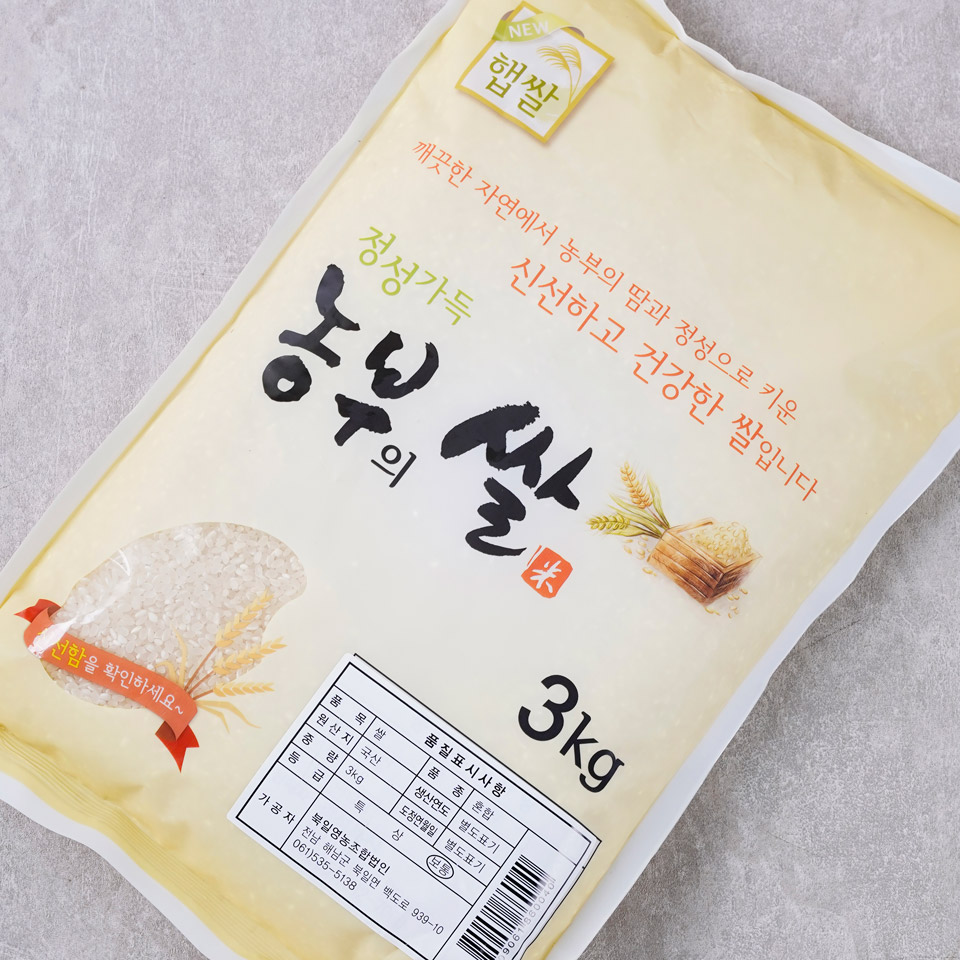 NEW
햅쌀
깨끗한 자연에서 농부의 땀과 정성으로 키운
신선하고 건강한 쌀입니다
정성가득
농부의 쌀
米
선함을 확인하세요~
3kg
품질표시사항
품 목 쌀 품 종 혼합
원산지 국산 생산연도 별도표기
중 량 3kg 도정연월일 별도표기
등 급 특 상 보통
가공자 북일영농조합법인
전남 해남군 북일면 백도로 939-10
061)535-5138